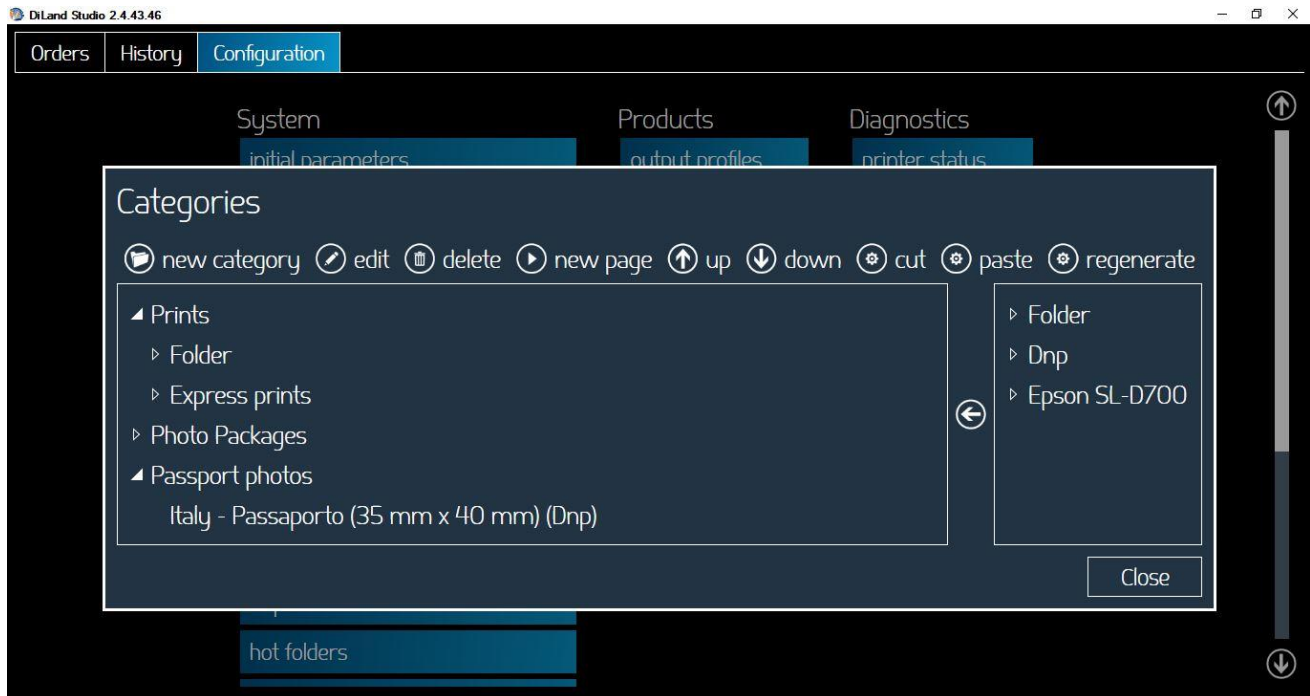 DiLand Studio 2.4.43.46
Orders History Configuration
System Products Diagnostics
initial parameters output profiles printer status
Categories
new category edit delete new page up down cut paste regenerate
Prints
Folder
Express prints
Photo Packages
Passport photos
Italy - Passaporto (35 mm x 40 mm) (Dnp)
Folder
Dnp
Epson SL-D700
Close
hot folders